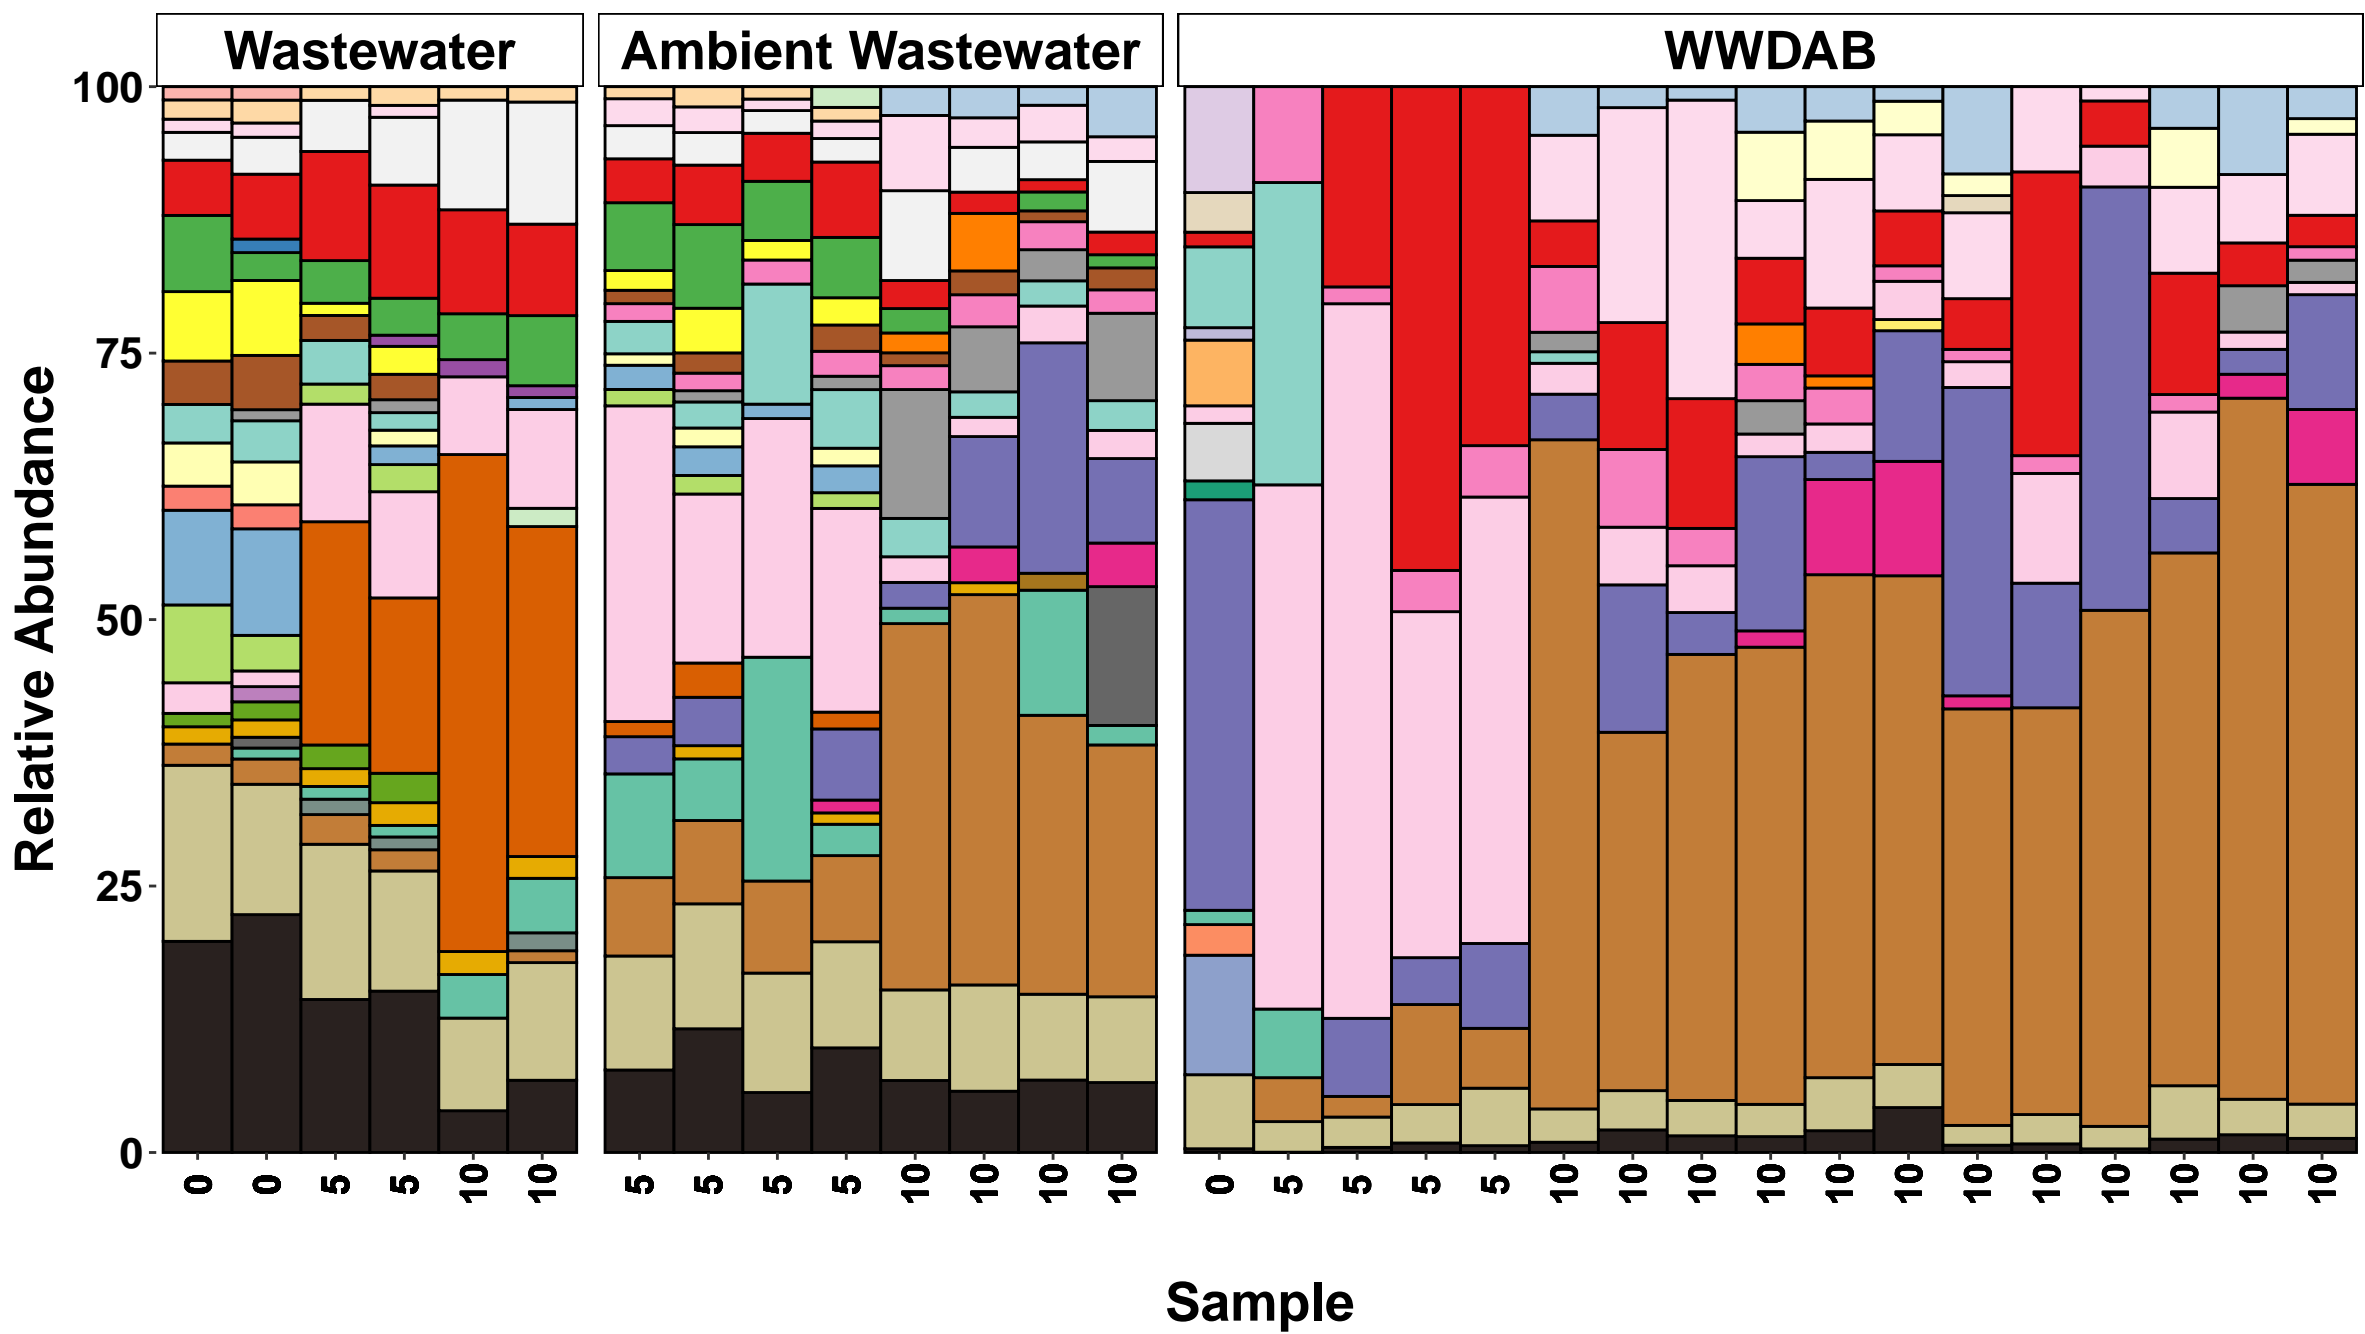 Wastewater
Ambient Wastewater
WWDAB
Relative Abundance
100
75
50
25
0
0 0 5 5 10 10
5 5 5 5 10 10 10 10
0 5 5 5 5 10 10 10 10 10 10 10 10 10 10 10 10
Sample